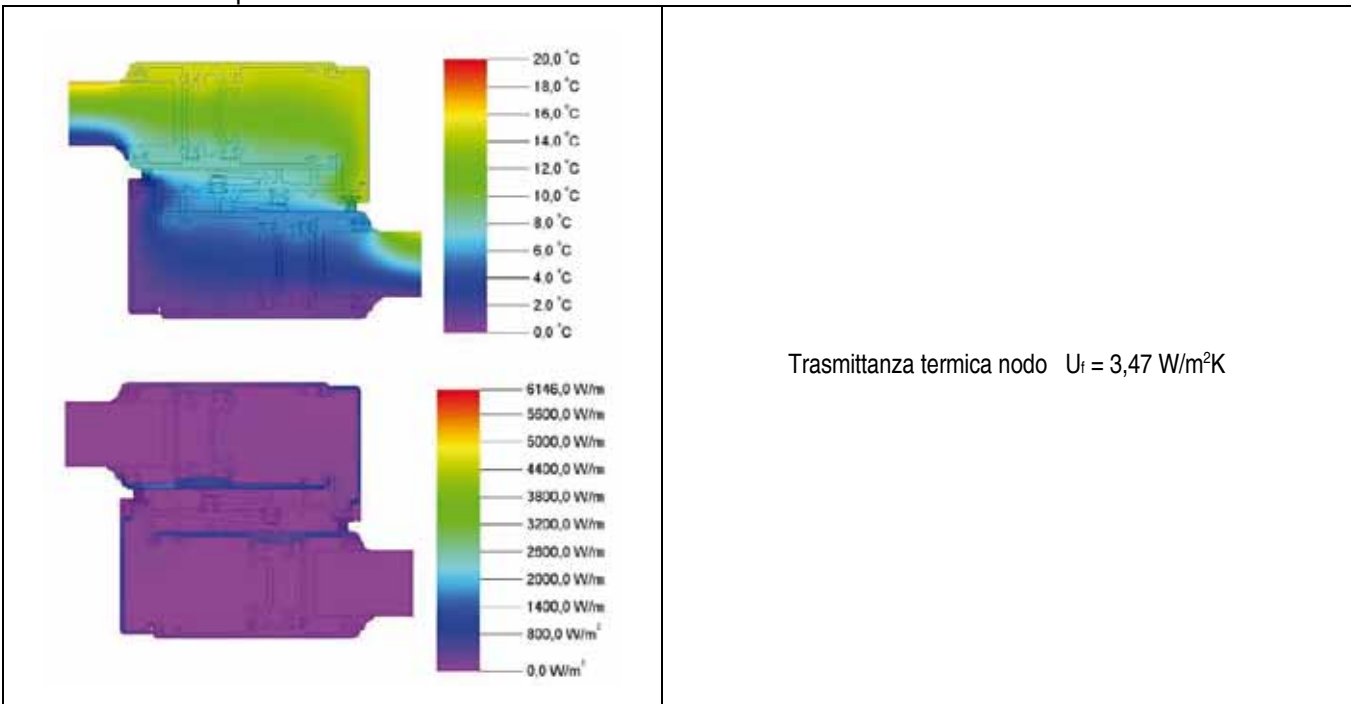 20,0 °C
18,0 °C
16,0 °C
14,0 °C
12,0 °C
10,0 °C
8,0 °C
6,0 °C
4,0 °C
2,0 °C
0,0 °C
Trasmittanza termica nodo Uf = 3,47 W/m²K
6146,0 W/m
5600,0 W/m
5000,0 W/m
4400,0 W/m
3800,0 W/m
3200,0 W/m
2600,0 W/m
2000,0 W/m
1400,0 W/m
800,0 W/m²
0,0 W/m²